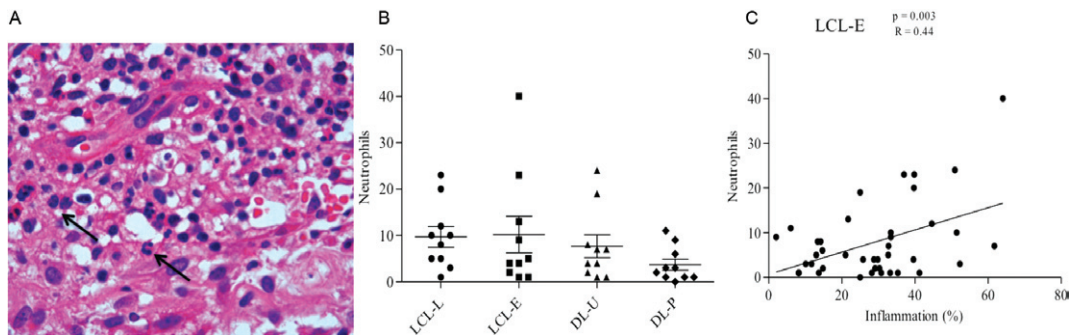 A
B
50
40
30
20
10
0
Neutrophils
LCL-L
LCL-E
DL-U
DL-P
C
LCL-E
p = 0.003
R = 0.44
50
40
30
20
10
0
Neutrophils
0
20
40
60
80
Inflammation (%)